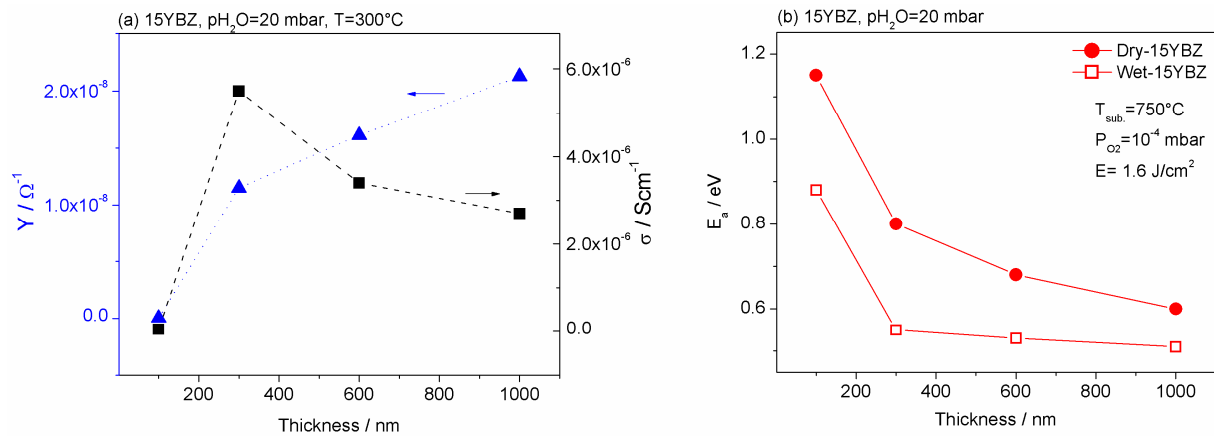 (a) 15YBZ, pH₂O=20 mbar, T=300°C
Y / Ω⁻¹
2.0x10⁻⁸
1.0x10⁻⁸
0.0
6.0x10⁻⁶
4.0x10⁻⁶
2.0x10⁻⁶
0.0
σ / Scm⁻¹
200 400 600 800 1000
Thickness / nm
(b) 15YBZ, pH₂O=20 mbar
Eₐ / eV
1.2
1.0
0.8
0.6
Dry-15YBZ
Wet-15YBZ
T_sub.=750°C
P_O2=10⁻⁴ mbar
E= 1.6 J/cm²
200 400 600 800 1000
Thickness / nm